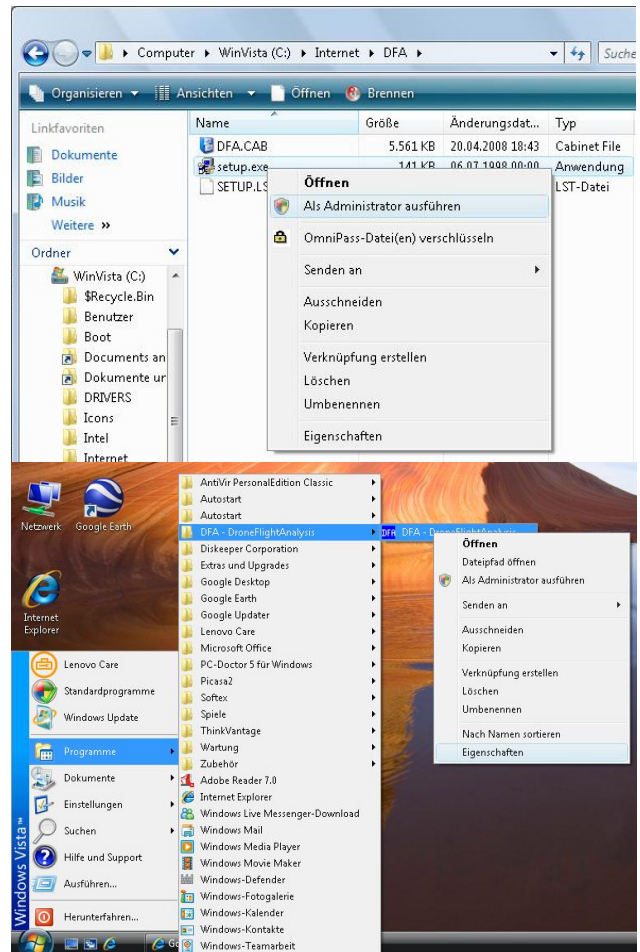 Computer WinVista (C:) Internet DFA Suche
Organisieren Ansichten Öffnen Brennen
Linkfavoriten
Dokumente
Bilder
Musik
Weitere »
Ordner
WinVista (C:)
$Recycle.Bin
Benutzer
Boot
Documents an
Dokumente ur
DRIVERS
Icons
Intel
Internet
Name Größe Änderungsdat... Typ
DFA.CAB 5.561 KB 20.04.2008 18:43 Cabinet File
setup.exe 141 KB 06.07.1998 00:00 Anwendung
SETUP.LS LST-Datei
Öffnen
Als Administrator ausführen
OmniPass-Datei(en) verschlüsseln
Senden an
Ausschneiden
Kopieren
Verknüpfung erstellen
Löschen
Umbenennen
Eigenschaften
Netzwerk
Google Earth
Internet
Explorer
Windows Vista™
Lenovo Care
Standardprogramme
Windows Update
Programme
Dokumente
Einstellungen
Suchen
Hilfe und Support
Ausführen...
Herunterfahren...
AntiVir PersonalEdition Classic
Autostart
Autostart
DFA - DroneFlightAnalysis
Diskeeper Corporation
Extras und Upgrades
Google Desktop
Google Earth
Google Updater
Lenovo Care
Microsoft Office
PC-Doctor 5 für Windows
Picasa2
Softex
Spiele
ThinkVantage
Wartung
Zubehör
Adobe Reader 7.0
Internet Explorer
Windows Live Messenger-Download
Windows Mail
Windows Media Player
Windows Movie Maker
Windows-Defender
Windows-Fotogalerie
Windows-Kalender
Windows-Kontakte
Windows-Teamarbeit
DFA DFA - DroneFlightAnalysis
Öffnen
Dateipfad öffnen
Als Administrator ausführen
Senden an
Ausschneiden
Kopieren
Verknüpfung erstellen
Löschen
Umbenennen
Nach Namen sortieren
Eigenschaften